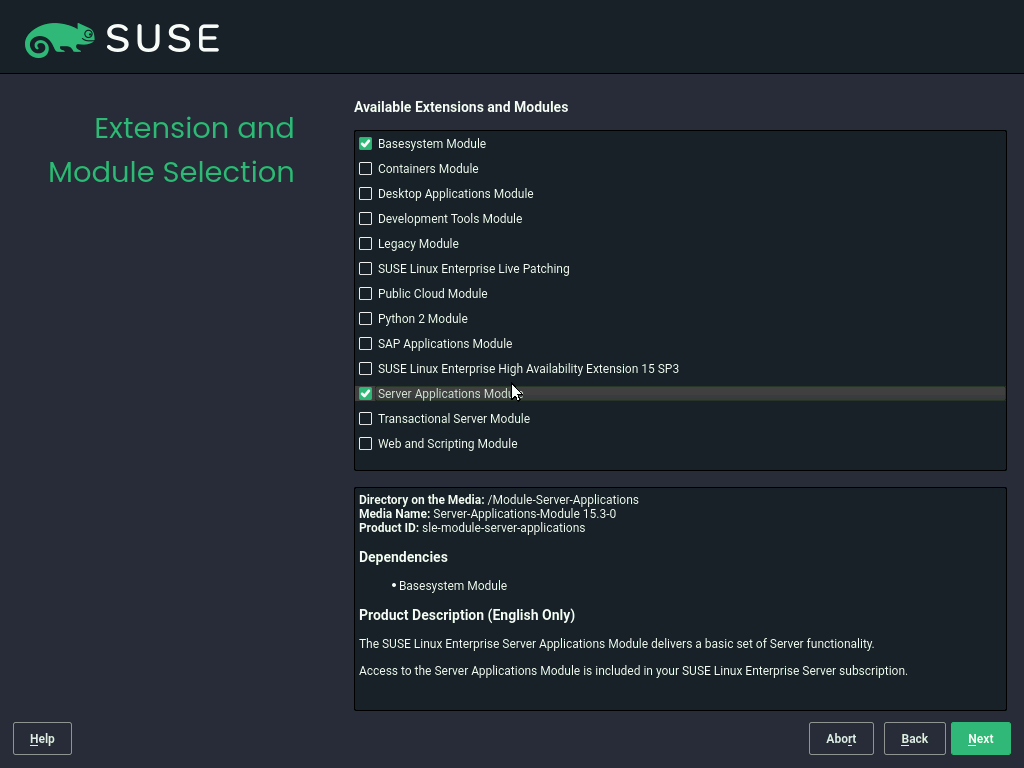 SUSE
Extension and
Module Selection
Available Extensions and Modules
Basesystem Module
Containers Module
Desktop Applications Module
Development Tools Module
Legacy Module
SUSE Linux Enterprise Live Patching
Public Cloud Module
Python 2 Module
SAP Applications Module
SUSE Linux Enterprise High Availability Extension 15 SP3
Server Applications Module
Transactional Server Module
Web and Scripting Module
Directory on the Media: /Module-Server-Applications
Media Name: Server-Applications-Module 15.3-0
Product ID: sle-module-server-applications
Dependencies
• Basesystem Module
Product Description (English Only)
The SUSE Linux Enterprise Server Applications Module delivers a basic set of Server functionality.
Access to the Server Applications Module is included in your SUSE Linux Enterprise Server subscription.
Help
Abort
Back
Next